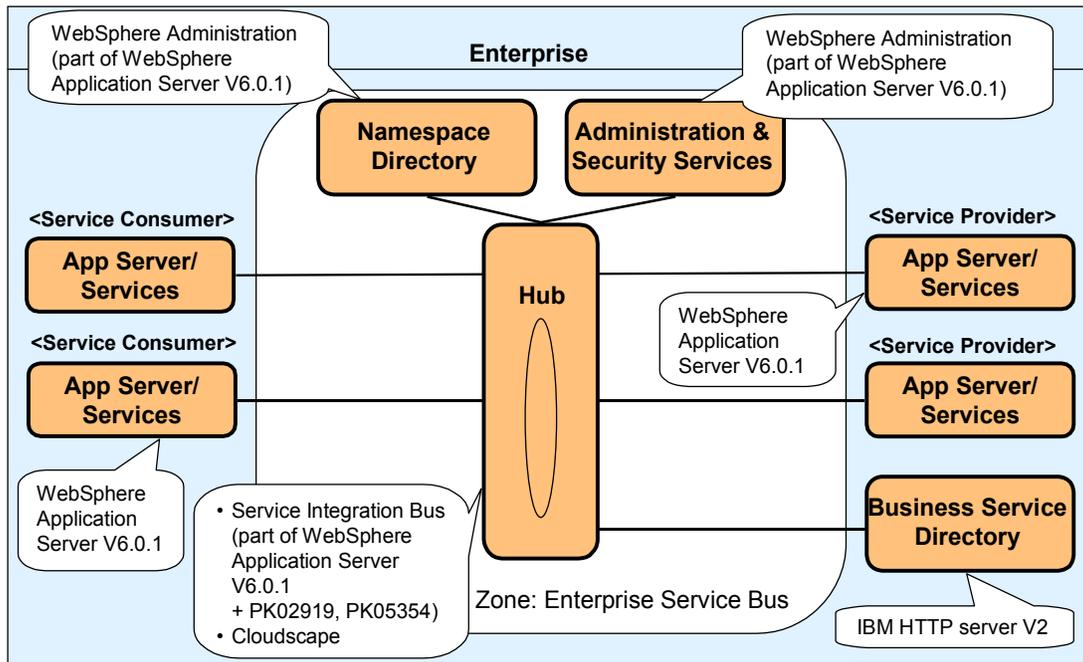 WebSphere Administration
(part of WebSphere
Application Server V6.0.1)
Enterprise
WebSphere Administration
(part of WebSphere
Application Server V6.0.1)
Namespace
Directory
Administration &
Security Services
<Service Consumer>
App Server/
Services
<Service Provider>
App Server/
Services
Hub
WebSphere
Application
Server V6.0.1
<Service Consumer>
App Server/
Services
<Service Provider>
App Server/
Services
WebSphere
Application
Server V6.0.1
• Service Integration Bus
(part of WebSphere
Application Server
V6.0.1
+ PK02919, PK05354)
• Cloudscape
Business Service
Directory
Zone: Enterprise Service Bus
IBM HTTP server V2